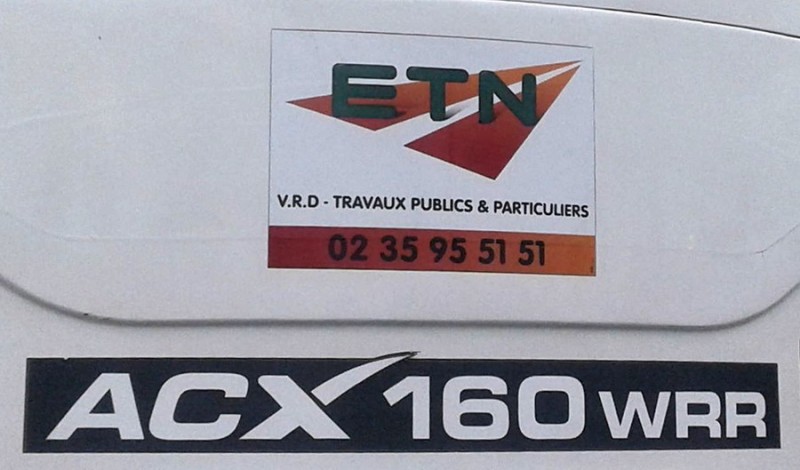 ETN
V.R.D - TRAVAUX PUBLICS & PARTICULIERS
02 35 95 51 51
ACX 160 WRR